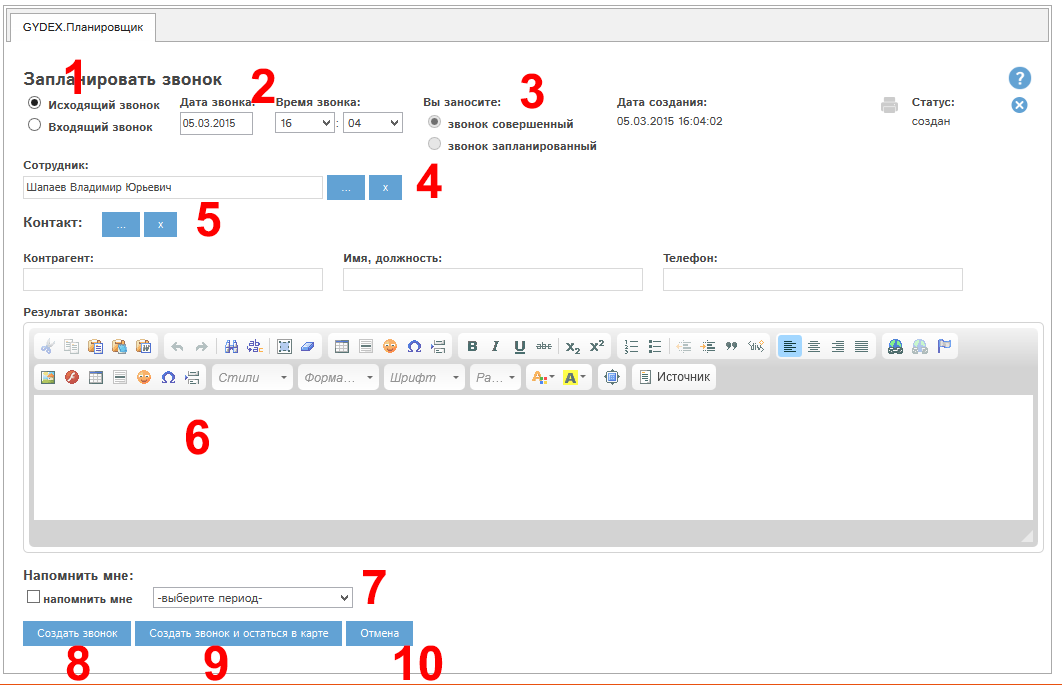 GYDEX.Планировщик
1
Запланировать звонок
2
3
?
Исходящий звонок
Входящий звонок
Дата звонка:
05.03.2015
Время звонка:
16 : 04
Вы заносите:
звонок совершенный
звонок запланированный
Дата создания:
05.03.2015 16:04:02
Статус:
создан
Сотрудник:
Шапаев Владимир Юрьевич
... x
4
Контакт:
... x
5
Контрагент: Имя, должность: Телефон:
Результат звонка:
B I U abc x₂ x²
Стили Форма... Шрифт Ра... A A Источник
6
Напомнить мне:
напомнить мне
-выберите период-
7
Создать звонок Создать звонок и остаться в карте Отмена
8 9 10